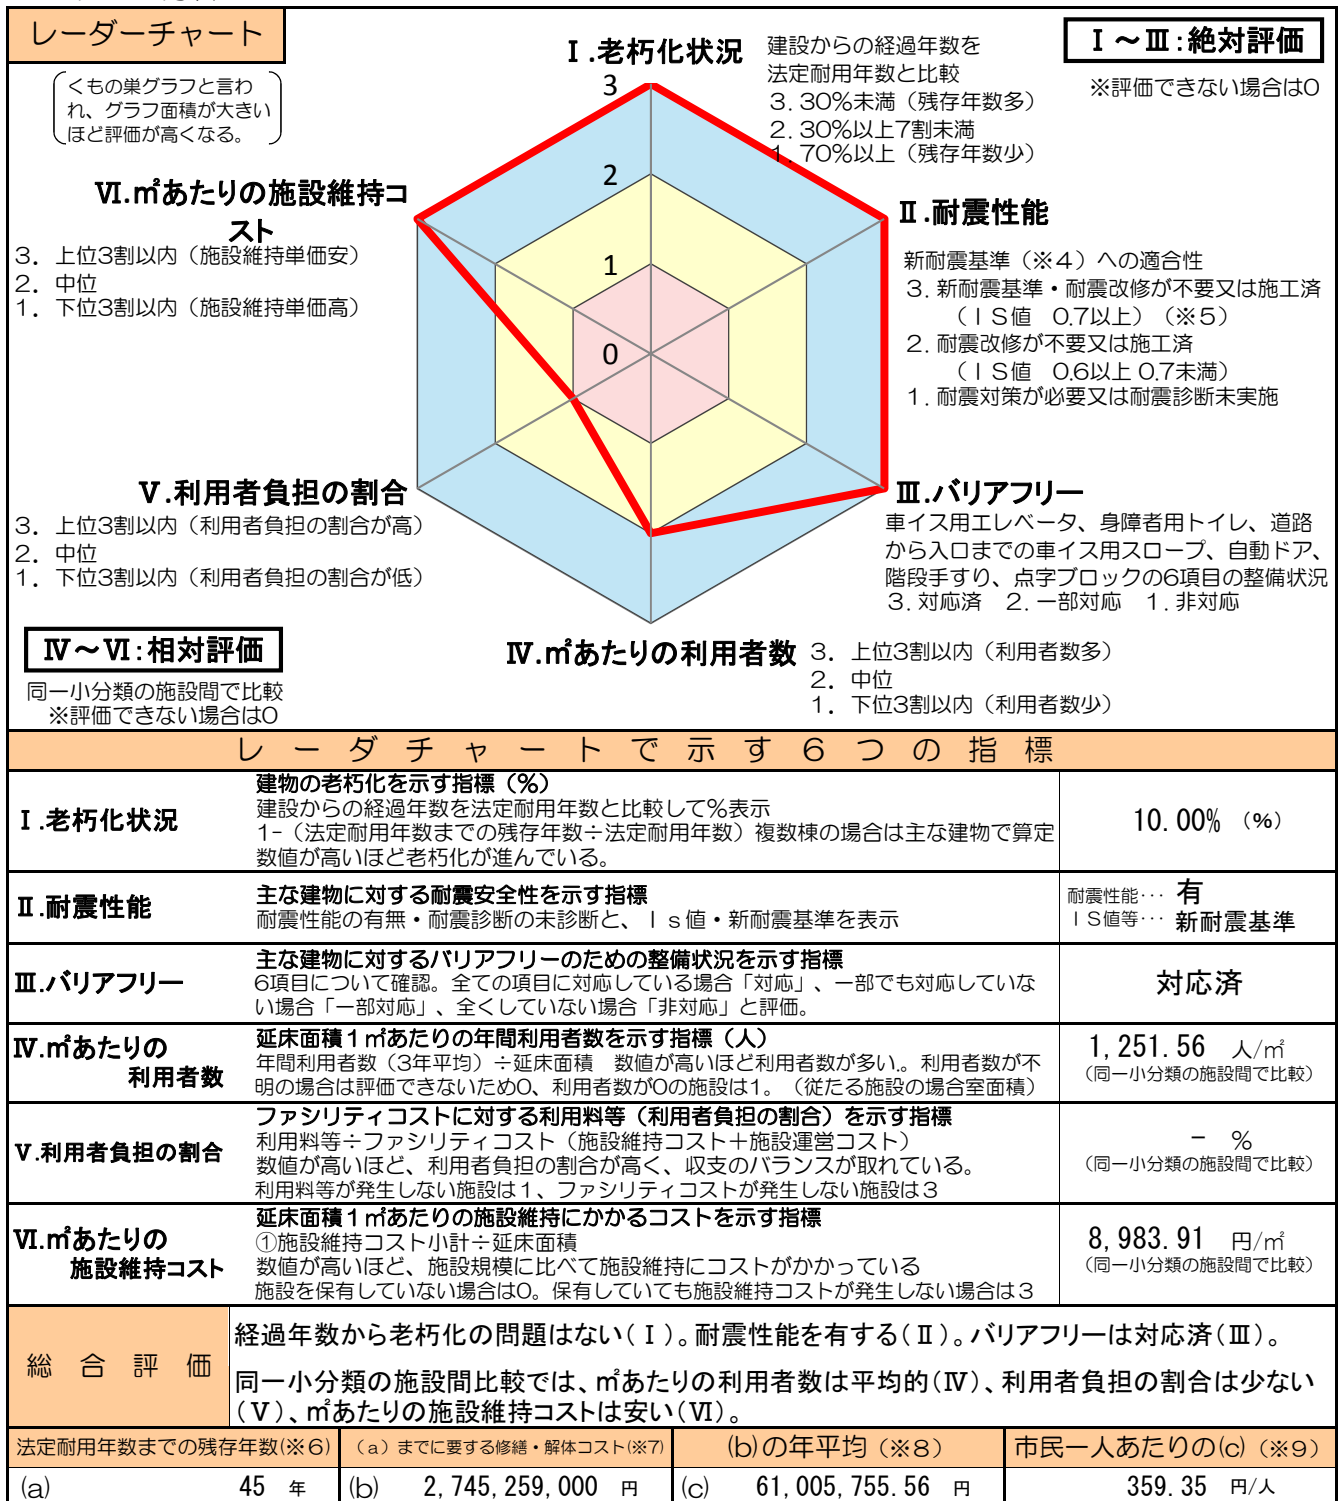 レーダーチャート
くもの巣グラフと言わ
れ、グラフ面積が大きい
ほど評価が高くなる。
Ⅰ.老朽化状況
建設からの経過年数を
法定耐用年数と比較
3. 30%未満（残存年数多）
2. 30%以上7割未満
1. 70%以上（残存年数少）
Ⅰ～Ⅲ:絶対評価
※評価できない場合は0
3
2
1
0
Ⅵ.㎡あたりの施設維持コ
スト
3. 上位3割以内（施設維持単価安）
2. 中位
1. 下位3割以内（施設維持単価高）
Ⅱ.耐震性能
新耐震基準（※4）への適合性
3. 新耐震基準・耐震改修が不要又は施工済
（ＩＳ値 0.7以上）（※5）
2. 耐震改修が不要又は施工済
（ＩＳ値 0.6以上 0.7未満）
1. 耐震対策が必要又は耐震診断未実施
Ⅴ.利用者負担の割合
3. 上位3割以内（利用者負担の割合が高）
2. 中位
1. 下位3割以内（利用者負担の割合が低）
Ⅲ.バリアフリー
車イス用エレベータ、身障者用トイレ、道路
から入口までの車イス用スロープ、自動ドア、
階段手すり、点字ブロックの6項目の整備状況
3. 対応済 2. 一部対応 1. 非対応
Ⅳ～Ⅵ:相対評価
同一小分類の施設間で比較
※評価できない場合は0
Ⅳ.㎡あたりの利用者数
3. 上位3割以内（利用者数多）
2. 中位
1. 下位3割以内（利用者数少）
レーダチャートで示す6つの指標
Ⅰ.老朽化状況
建物の老朽化を示す指標（%）
建設からの経過年数を法定耐用年数と比較して%表示
1-（法定耐用年数までの残存年数÷法定耐用年数）複数棟の場合は主な建物で算定
数値が高いほど老朽化が進んでいる。
10.00% （%）
Ⅱ.耐震性能
主な建物に対する耐震安全性を示す指標
耐震性能の有無・耐震診断の未診断と、Ｉｓ値・新耐震基準を表示
耐震性能… 有
ＩＳ値等… 新耐震基準
Ⅲ.バリアフリー
主な建物に対するバリアフリーのための整備状況を示す指標
6項目について確認。全ての項目に対応している場合「対応」、一部でも対応していな
い場合「一部対応」、全くしていない場合「非対応」と評価。
対応済
Ⅳ.㎡あたりの
利用者数
延床面積１㎡あたりの年間利用者数を示す指標（人）
年間利用者数（3年平均）÷延床面積 数値が高いほど利用者数が多い。利用者数が不
明の場合は評価できないため0、利用者数が0の施設は1。（従たる施設の場合室面積）
1,251.56 人/㎡
（同一小分類の施設間で比較）
Ⅴ.利用者負担の割合
ファシリティコストに対する利用料等（利用者負担の割合）を示す指標
利用料等÷ファシリティコスト（施設維持コスト＋施設運営コスト）
数値が高いほど、利用者負担の割合が高く、収支のバランスが取れている。
利用料等が発生しない施設は１、ファシリティコストが発生しない施設は３
- %
（同一小分類の施設間で比較）
Ⅵ.㎡あたりの
施設維持コスト
延床面積１㎡あたりの施設維持にかかるコストを示す指標
①施設維持コスト小計÷延床面積
数値が高いほど、施設規模に比べて施設維持にコストがかかっている
施設を保有していない場合は0。保有していても施設維持コストが発生しない場合は３
8,983.91 円/㎡
（同一小分類の施設間で比較）
総合評価
経過年数から老朽化の問題はない(Ⅰ)。耐震性能を有する(Ⅱ)。バリアフリーは対応済(Ⅲ)。
同一小分類の施設間比較では、㎡あたりの利用者数は平均的(Ⅳ)、利用者負担の割合は少ない
(Ⅴ)、㎡あたりの施設維持コストは安い(Ⅵ)。
法定耐用年数までの残存年数(※6) （a）までに要する修繕・解体コスト(※7) (b)の年平均（※8） 市民一人あたりの(c)（※9）
(a) 45 年 (b) 2,745,259,000 円 (c) 61,005,755.56 円 359.35 円/人